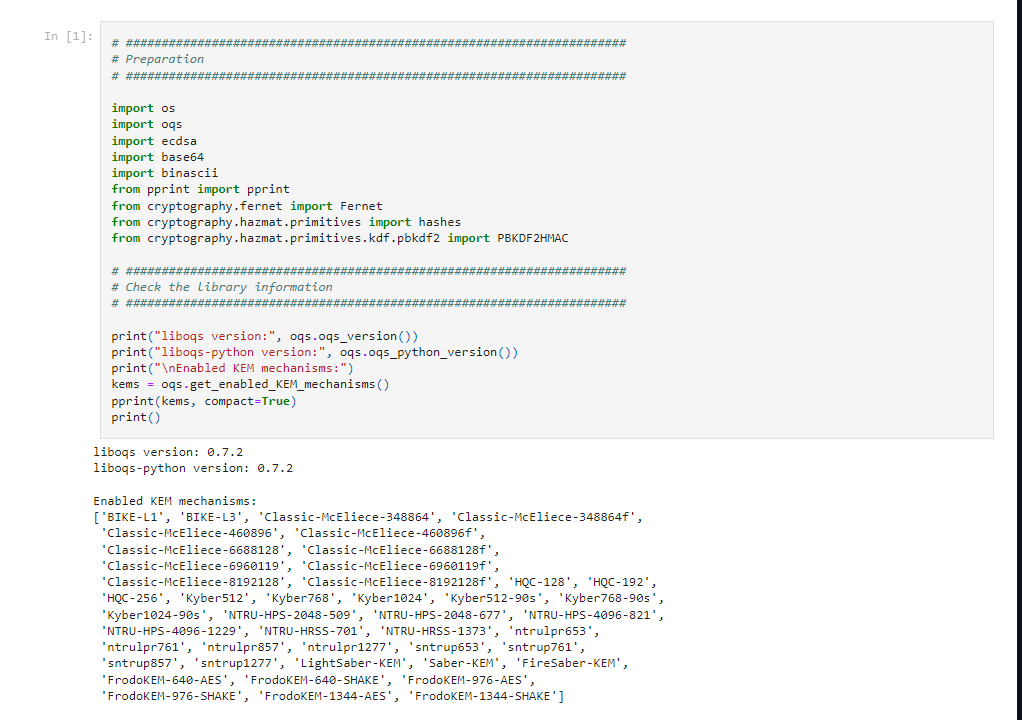 In [1]:
# ######################################################################
# Preparation
# ######################################################################
import os
import oqs
import ecdsa
import base64
import binascii
from pprint import pprint
from cryptography.fernet import Fernet
from cryptography.hazmat.primitives import hashes
from cryptography.hazmat.primitives.kdf.pbkdf2 import PBKDF2HMAC
# ######################################################################
# Check the library information
# ######################################################################
print("liboqs version:", oqs.oqs_version())
print("liboqs-python version:", oqs.oqs_python_version())
print("\nEnabled KEM mechanisms:")
kems = oqs.get_enabled_KEM_mechanisms()
pprint(kems, compact=True)
print()
liboqs version: 0.7.2
liboqs-python version: 0.7.2
Enabled KEM mechanisms:
['BIKE-L1', 'BIKE-L3', 'Classic-McEliece-348864', 'Classic-McEliece-348864f',
'Classic-McEliece-460896', 'Classic-McEliece-460896f',
'Classic-McEliece-6688128', 'Classic-McEliece-6688128f',
'Classic-McEliece-6960119', 'Classic-McEliece-6960119f',
'Classic-McEliece-8192128', 'Classic-McEliece-8192128f', 'HQC-128', 'HQC-192',
'HQC-256', 'Kyber512', 'Kyber768', 'Kyber1024', 'Kyber512-90s', 'Kyber768-90s',
'Kyber1024-90s', 'NTRU-HPS-2048-509', 'NTRU-HPS-2048-677', 'NTRU-HPS-4096-821',
'NTRU-HPS-4096-1229', 'NTRU-HRSS-701', 'NTRU-HRSS-1373', 'ntrulpr653',
'ntrulpr761', 'ntrulpr857', 'ntrulpr1277', 'sntrup653', 'sntrup761',
'sntrup857', 'sntrup1277', 'LightSaber-KEM', 'Saber-KEM', 'FireSaber-KEM',
'FrodoKEM-640-AES', 'FrodoKEM-640-SHAKE', 'FrodoKEM-976-AES',
'FrodoKEM-976-SHAKE', 'FrodoKEM-1344-AES', 'FrodoKEM-1344-SHAKE']